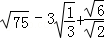 √75 − 3√(1/3) + √6/√2